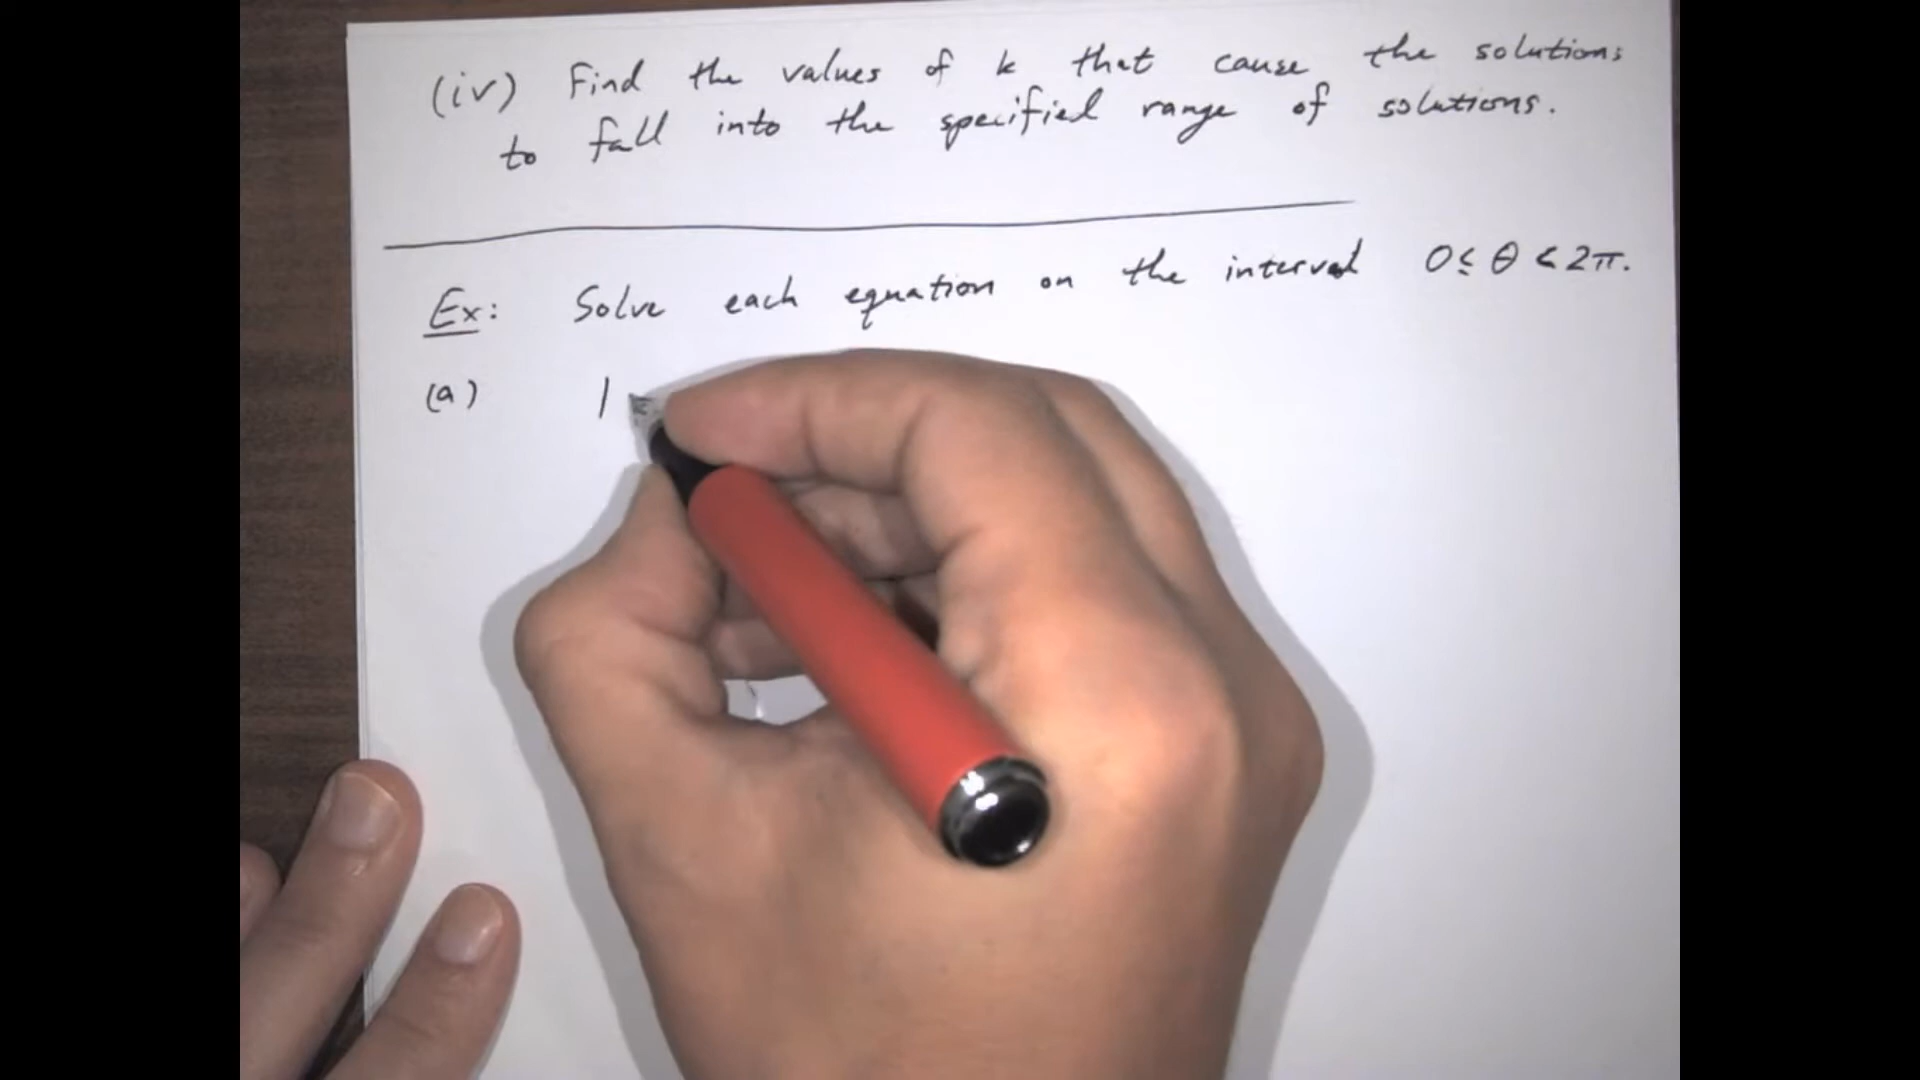 (iv) Find the values of k that cause the solutions
to fall into the specified range of solutions.
Ex: Solve each equation on the interval 0 ≤ θ < 2π.
(a) 1